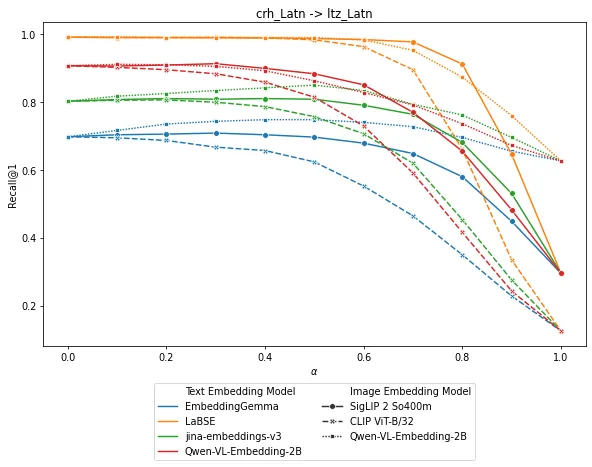 crh_Latn -> ltz_Latn
Recall@1
1.0
0.8
0.6
0.4
0.2
0.0 0.2 0.4 0.6 0.8 1.0
α
Text Embedding Model Image Embedding Model
EmbeddingGemma SigLIP 2 So400m
LaBSE CLIP ViT-B/32
jina-embeddings-v3 Qwen-VL-Embedding-2B
Qwen-VL-Embedding-2B